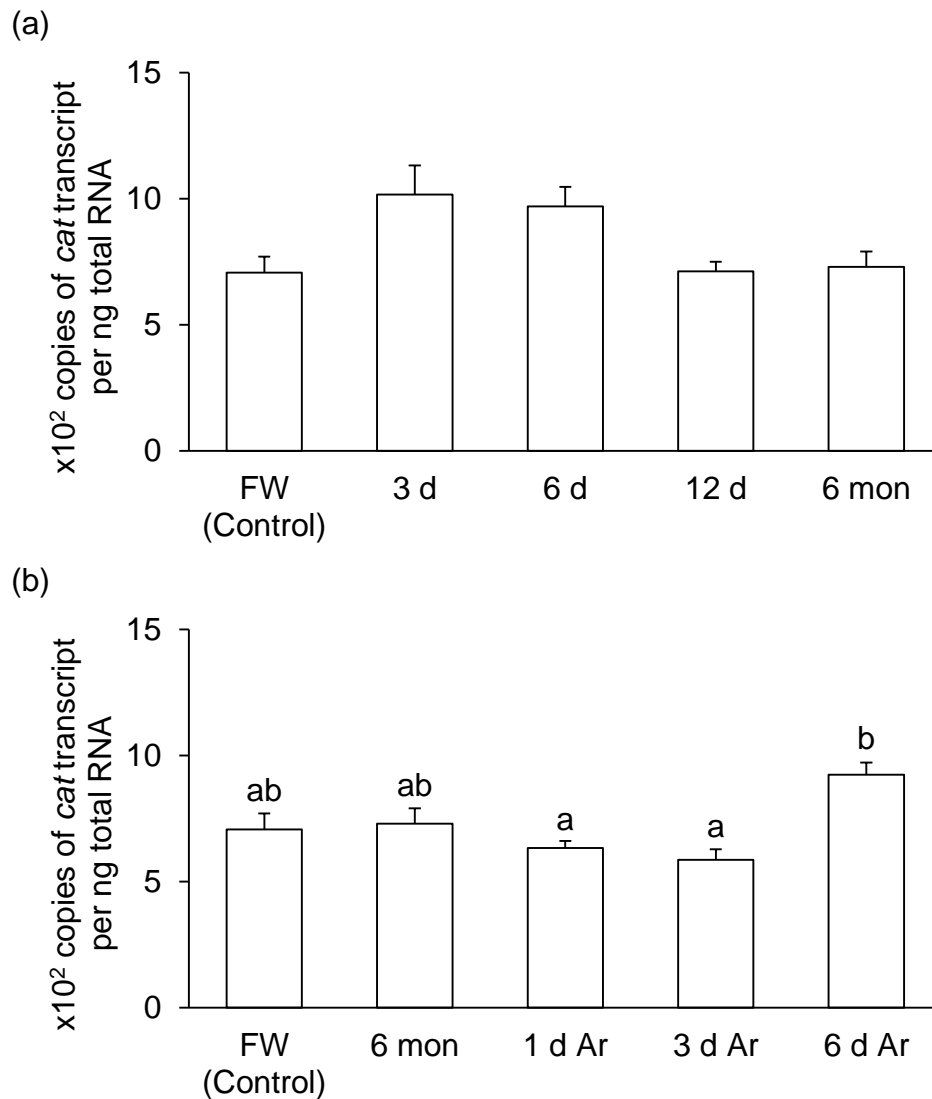 (a)
x10² copies of cat transcript
per ng total RNA
15
10
5
0
FW
(Control)
3 d
6 d
12 d
6 mon
(b)
x10² copies of cat transcript
per ng total RNA
15
10
5
0
ab
ab
a
a
b
FW
(Control)
6 mon
1 d Ar
3 d Ar
6 d Ar